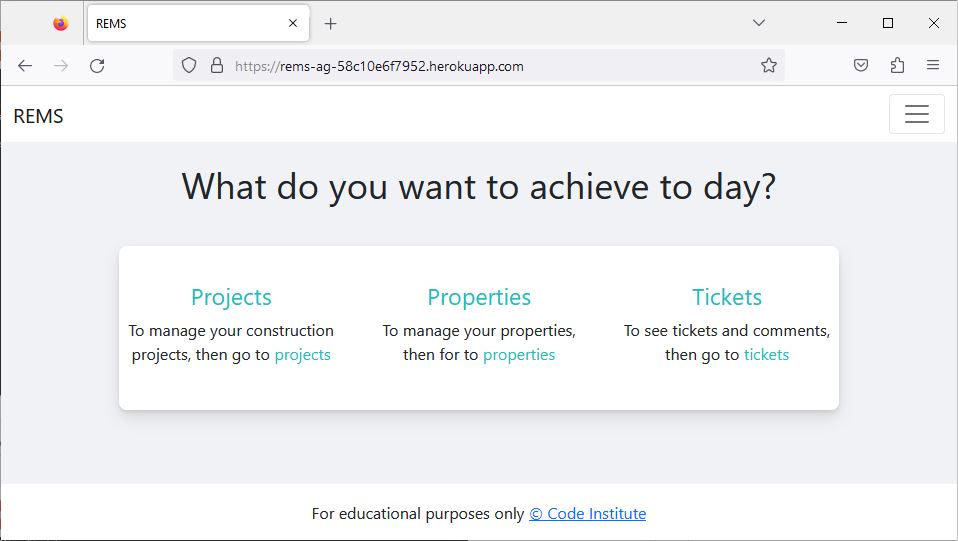 REMS
https://rems-ag-58c10e6f7952.herokuapp.com
REMS
What do you want to achieve to day?
Projects
To manage your construction
projects, then go to projects
Properties
To manage your properties,
then for to properties
Tickets
To see tickets and comments,
then go to tickets
For educational purposes only © Code Institute